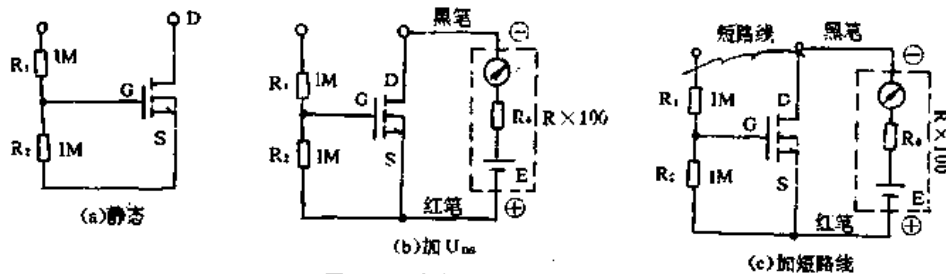 R₁
1M
G
D
S
R₂
1M
(a)静态
黑笔
⊖
R₁
1M
G
D
S
R₂
1M
R₀
R×100
E
红笔
⊕
(b)加 U_DS
短路线
黑笔
⊖
R₁
1M
G
D
S
R₂
1M
R₀
R×100
E
红笔
⊕
(c)加短路线